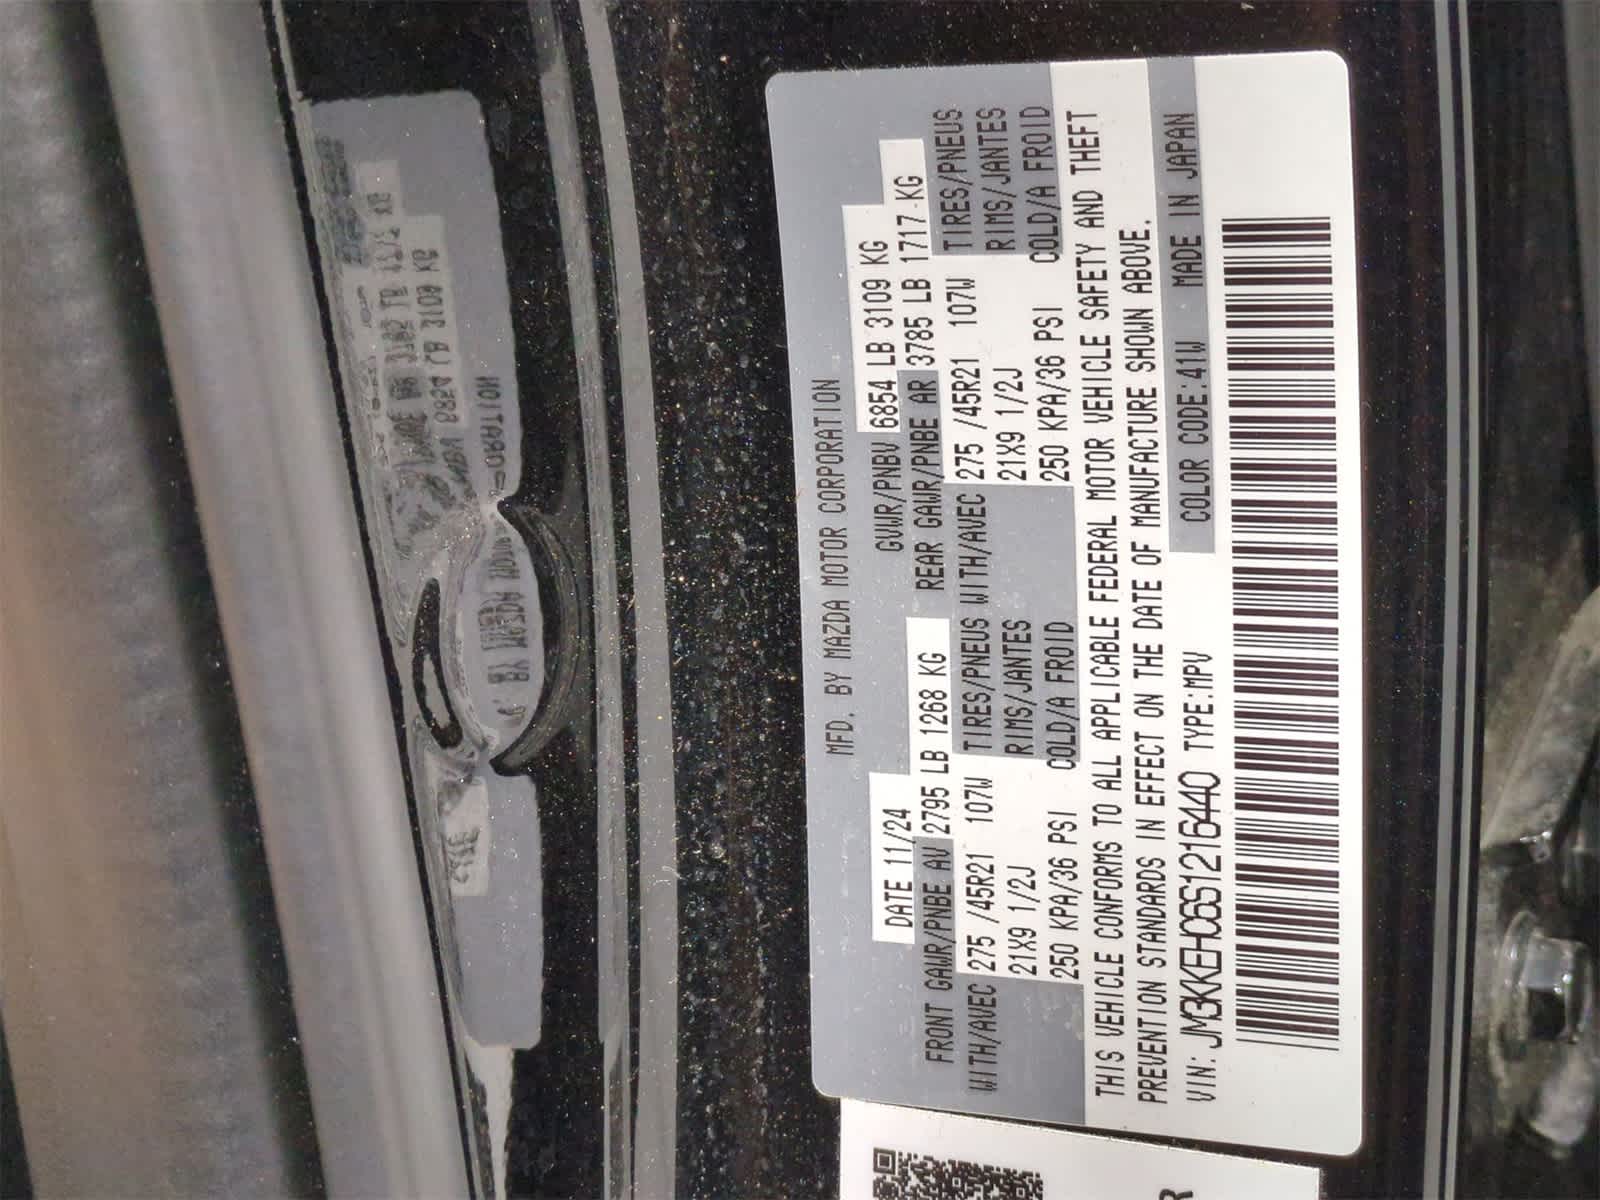 MFD. BY MAZDA MOTOR CORPORATION
DATE 11/24 GVWR/PNBV 6854 LB 3109 KG
FRONT GAWR/PNBE AV 2795 LB 1268 KG REAR GAWR/PNBE AR 3785 LB 1717 KG
WITH/AVEC 275 /45R21 107W TIRES/PNEUS WITH/AVEC 275 /45R21 107W TIRES/PNEUS
21X9 1/2J RIMS/JANTES 21X9 1/2J RIMS/JANTES
250 KPA/36 PSI COLD/A FROID 250 KPA/36 PSI COLD/A FROID
THIS VEHICLE CONFORMS TO ALL APPLICABLE FEDERAL MOTOR VEHICLE SAFETY AND THEFT
PREVENTION STANDARDS IN EFFECT ON THE DATE OF MANUFACTURE SHOWN ABOVE.
VIN: JM3KKEHC6S1216440 TYPE:MPV COLOR CODE:41W MADE IN JAPAN
R